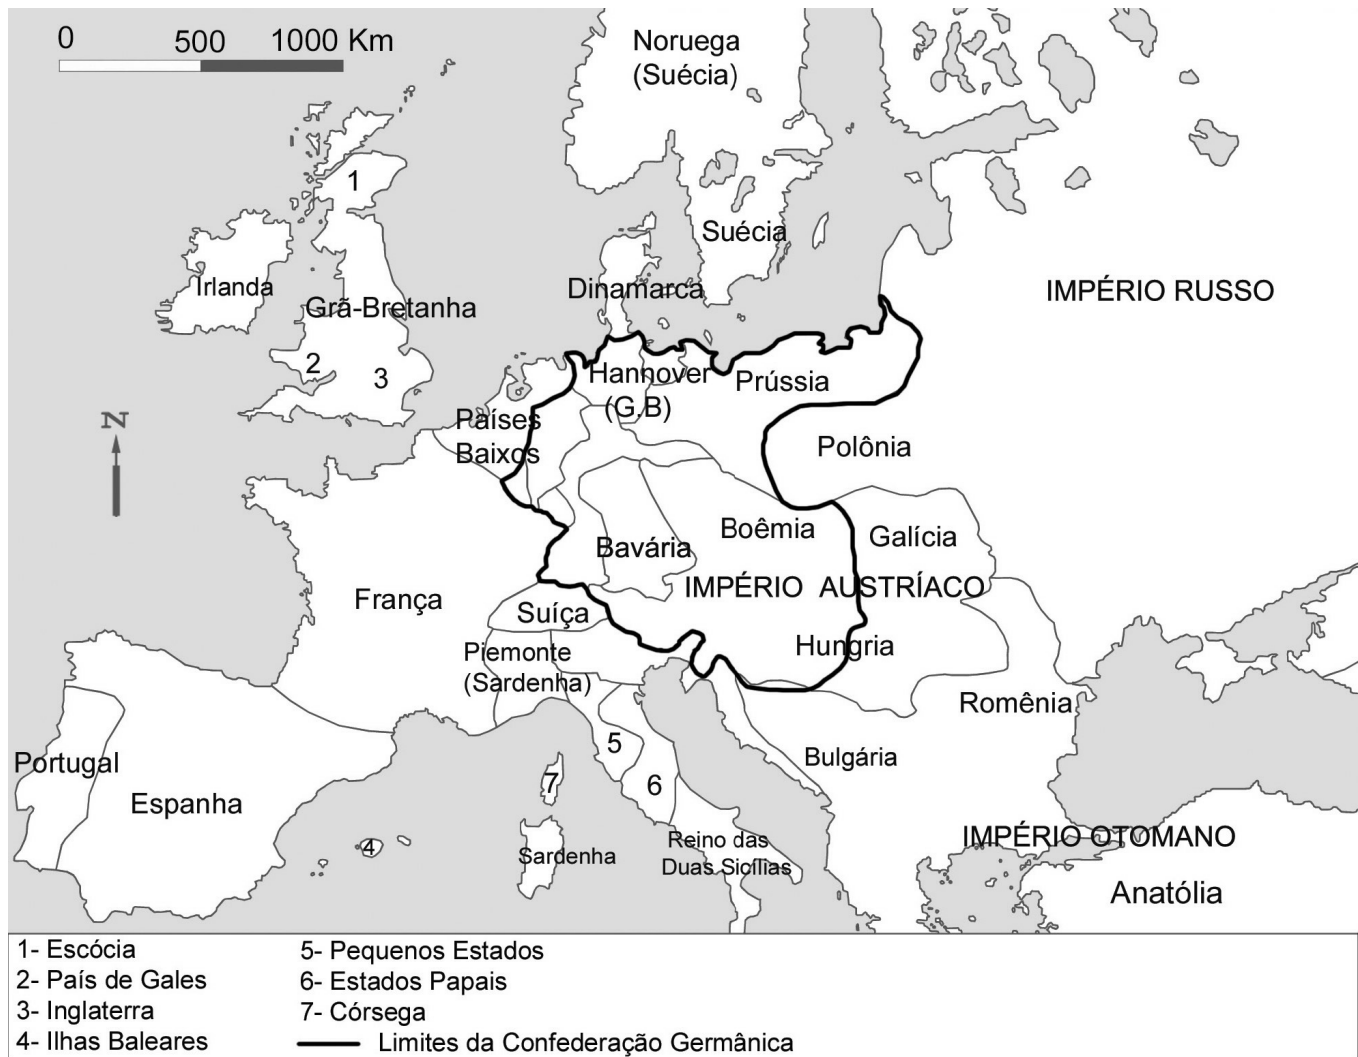 0 500 1000 Km
Noruega
(Suécia)
1
Suécia
Irlanda
Dinamarca
IMPÉRIO RUSSO
Grã-Bretanha
2
3
Hannover
(G.B)
Prússia
N
Países
Baixos
Polônia
Boêmia
Galícia
Bavária
IMPÉRIO AUSTRÍACO
França
Suíça
Hungria
Piemonte
(Sardenha)
Romênia
5
Bulgária
Portugal
7
6
Espanha
IMPÉRIO OTOMANO
4
Sardenha
Reino das
Duas Sicílias
Anatólia
1- Escócia
2- País de Gales
3- Inglaterra
4- Ilhas Baleares
5- Pequenos Estados
6- Estados Papais
7- Córsega
Limites da Confederação Germânica